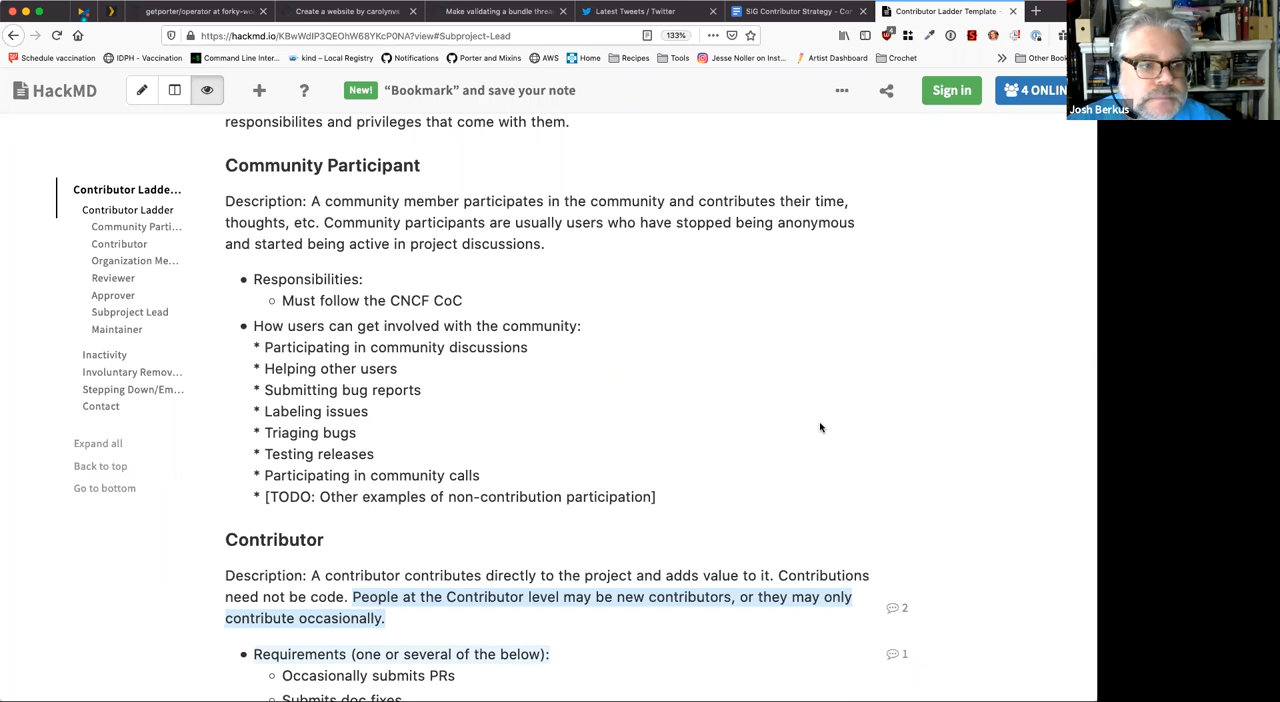 getporter/operator at forky-wo
Create a website by carolynvs
Make validating a bundle threa
Latest Tweets / Twitter
SIG Contributor Strategy - Co
Contributor Ladder Template -
https://hackmd.io/KBwWdIP3QEOhW68YKcP0NA?view#Subproject-Lead
133%
Schedule vaccination
IDPH - Vaccination
Command Line Inter...
kind – Local Registry
Notifications
Porter and Mixins
AWS
Home
Recipes
Tools
Jesse Noller on Inst...
Artist Dashboard
Crochet
Other Book
Josh Berkus
HackMD
New!
“Bookmark” and save your note
Sign in
4 ONLIN
responsibilites and privileges that come with them.
Contributor Ladde...
Contributor Ladder
Community Parti...
Contributor
Organization Me...
Reviewer
Approver
Subproject Lead
Maintainer
Inactivity
Involuntary Remov...
Stepping Down/Em...
Contact
Expand all
Back to top
Go to bottom
Community Participant
Description: A community member participates in the community and contributes their time,
thoughts, etc. Community participants are usually users who have stopped being anonymous
and started being active in project discussions.
Responsibilities:
Must follow the CNCF CoC
How users can get involved with the community:
* Participating in community discussions
* Helping other users
* Submitting bug reports
* Labeling issues
* Triaging bugs
* Testing releases
* Participating in community calls
* [TODO: Other examples of non-contribution participation]
Contributor
Description: A contributor contributes directly to the project and adds value to it. Contributions
need not be code. People at the Contributor level may be new contributors, or they may only
contribute occasionally.
2
Requirements (one or several of the below):
1
Occasionally submits PRs
Submits doc fixes